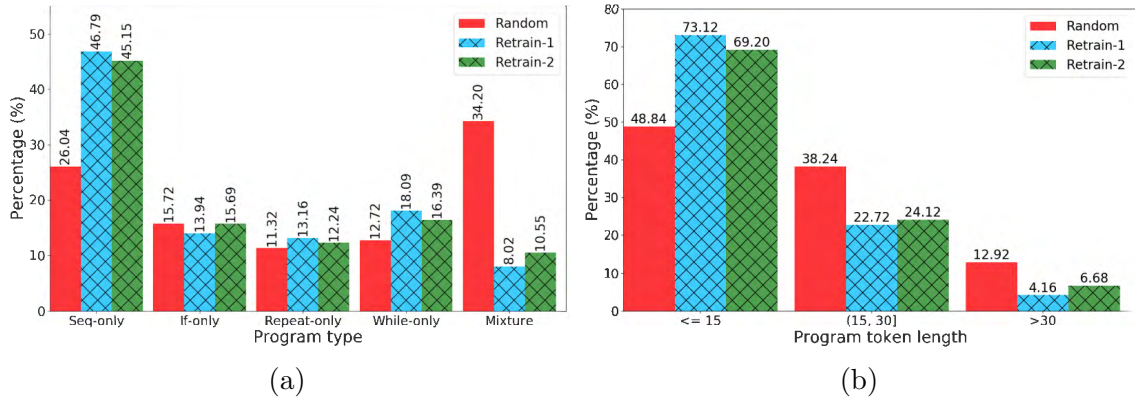 Percentage (%)
50
40
30
20
10
0
26.04
46.79
45.15
15.72
13.94
15.69
11.32
13.16
12.24
12.72
18.09
16.39
34.20
8.02
10.55
Random
Retrain-1
Retrain-2
Seq-only If-only Repeat-only While-only Mixture
Program type
(a)
Percentage (%)
80
70
60
50
40
30
20
10
0
48.84
73.12
69.20
38.24
22.72
24.12
12.92
4.16
6.68
Random
Retrain-1
Retrain-2
<= 15 (15, 30] >30
Program token length
(b)